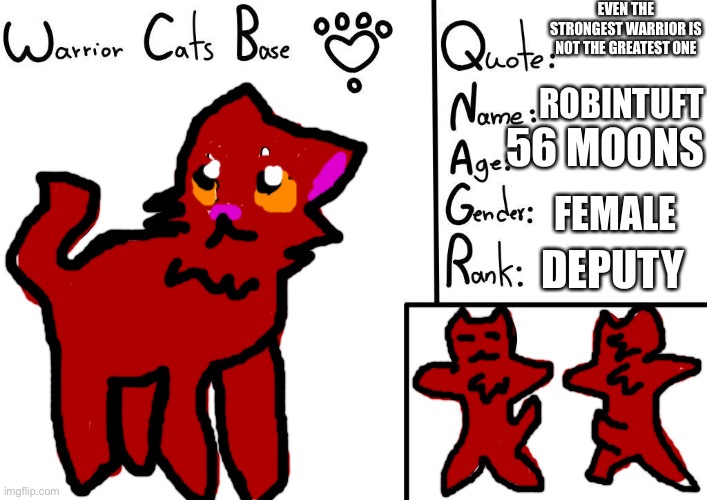 Warrior Cats Base
Quote:
EVEN THE
STRONGEST WARRIOR IS
NOT THE GREATEST ONE
Name: ROBINTUFT
Age: 56 MOONS
Gender: FEMALE
Rank: DEPUTY
imgflip.com